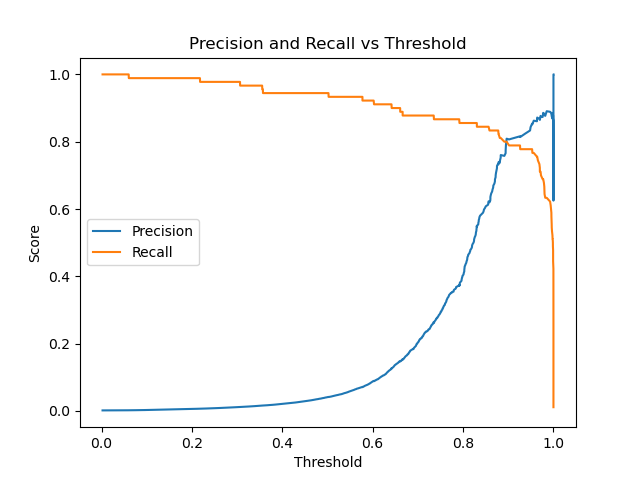 Precision and Recall vs Threshold
1.0
0.8
0.6
0.4
0.2
0.0
Score
Precision
Recall
0.0 0.2 0.4 0.6 0.8 1.0
Threshold